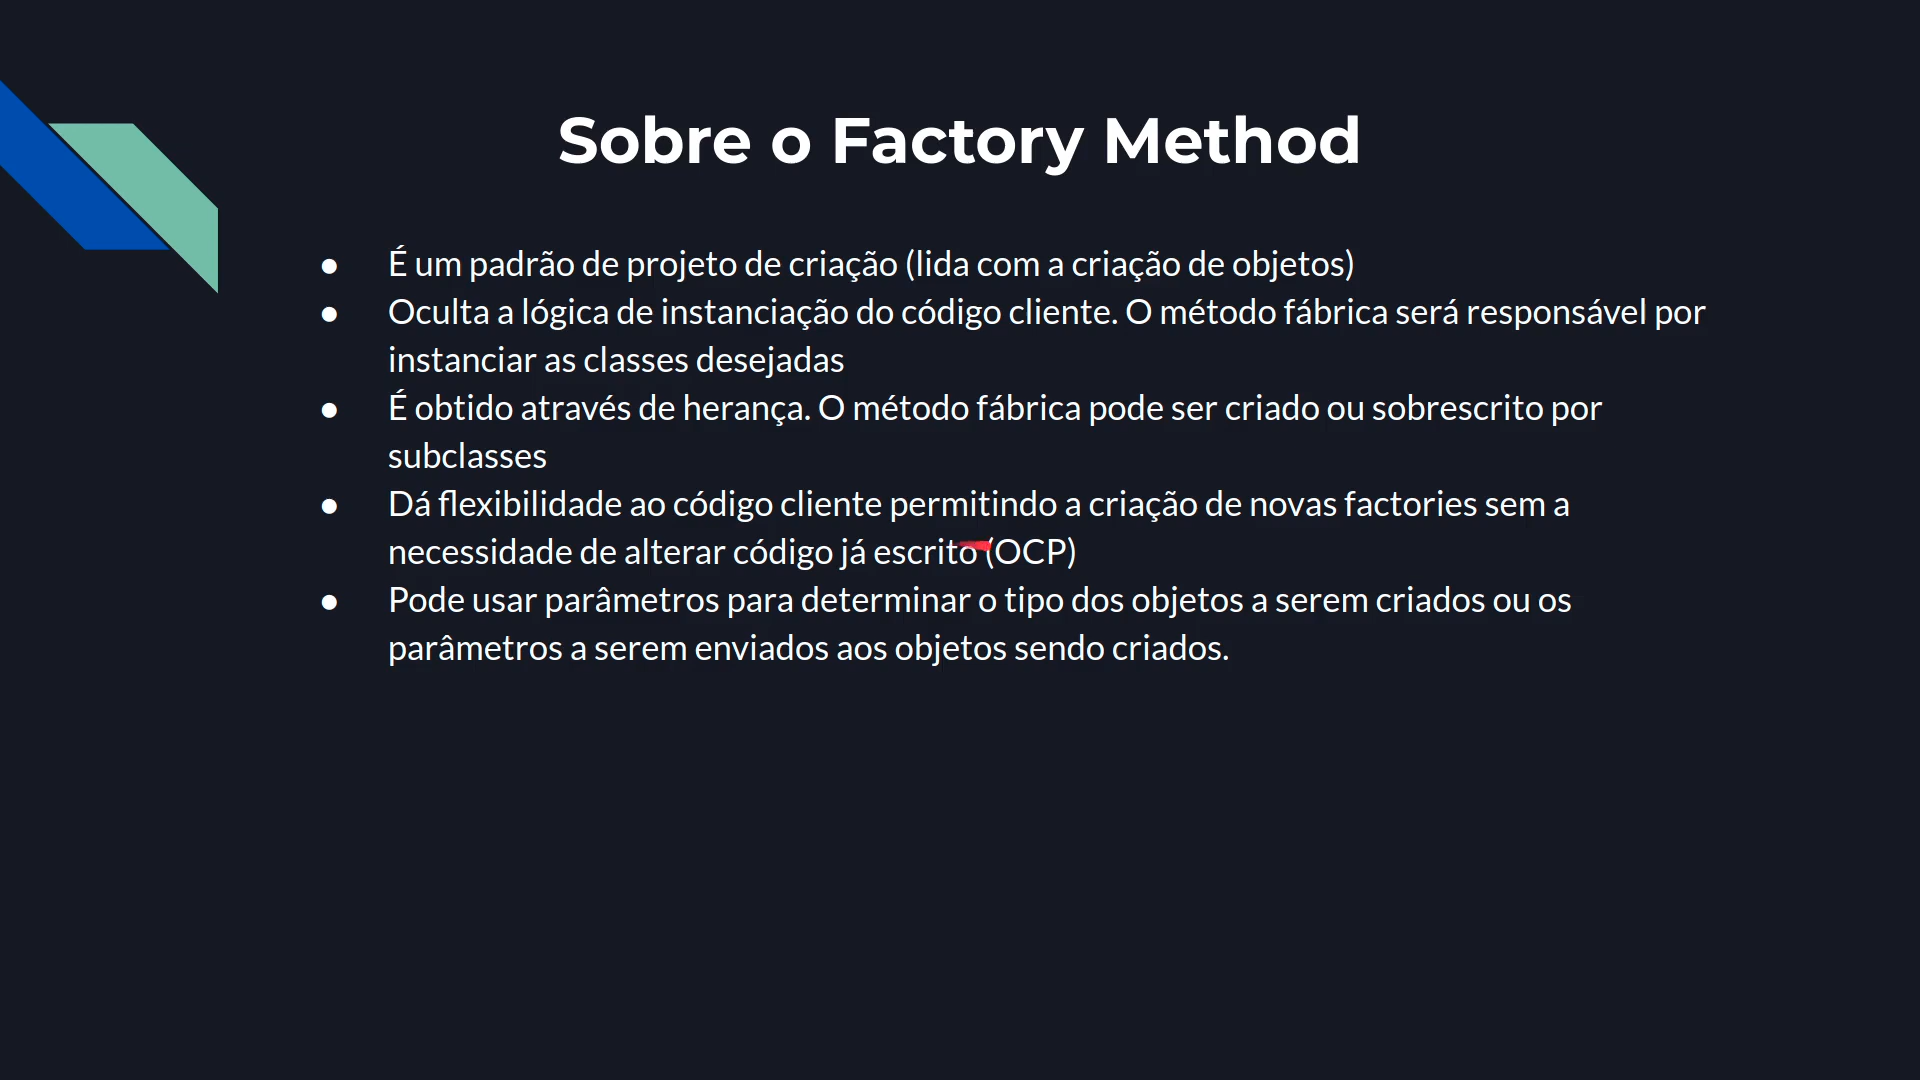 Sobre o Factory Method
● É um padrão de projeto de criação (lida com a criação de objetos)
● Oculta a lógica de instanciação do código cliente. O método fábrica será responsável por
instanciar as classes desejadas
● É obtido através de herança. O método fábrica pode ser criado ou sobrescrito por
subclasses
● Dá flexibilidade ao código cliente permitindo a criação de novas factories sem a
necessidade de alterar código já escrito (OCP)
● Pode usar parâmetros para determinar o tipo dos objetos a serem criados ou os
parâmetros a serem enviados aos objetos sendo criados.